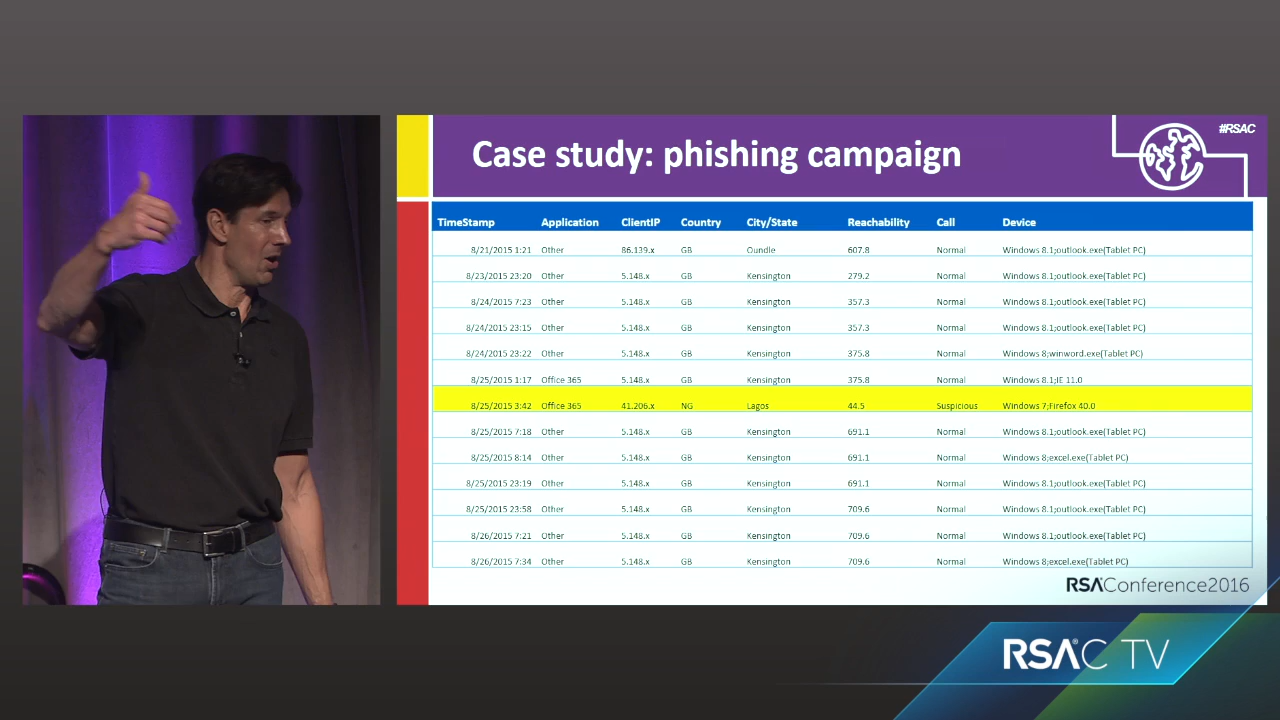 #RSAC
Case study: phishing campaign
TimeStamp Application ClientIP Country City/State Reachability Call Device
8/21/2015 1:21 Other 86.139.x GB Oundle 607.8 Normal Windows 8.1;outlook.exe(Tablet PC)
8/23/2015 23:20 Other 5.148.x GB Kensington 279.2 Normal Windows 8.1;outlook.exe(Tablet PC)
8/24/2015 7:23 Other 5.148.x GB Kensington 357.3 Normal Windows 8.1;outlook.exe(Tablet PC)
8/24/2015 23:15 Other 5.148.x GB Kensington 357.3 Normal Windows 8.1;outlook.exe(Tablet PC)
8/24/2015 23:22 Other 5.148.x GB Kensington 375.8 Normal Windows 8;winword.exe(Tablet PC)
8/25/2015 1:17 Office 365 5.148.x GB Kensington 375.8 Normal Windows 8.1;IE 11.0
8/25/2015 3:42 Office 365 41.206.x NG Lagos 44.5 Suspicious Windows 7;Firefox 40.0
8/25/2015 7:18 Other 5.148.x GB Kensington 691.1 Normal Windows 8.1;outlook.exe(Tablet PC)
8/25/2015 8:14 Other 5.148.x GB Kensington 691.1 Normal Windows 8;excel.exe(Tablet PC)
8/25/2015 23:19 Other 5.148.x GB Kensington 691.1 Normal Windows 8.1;outlook.exe(Tablet PC)
8/25/2015 23:58 Other 5.148.x GB Kensington 709.6 Normal Windows 8.1;outlook.exe(Tablet PC)
8/26/2015 7:21 Other 5.148.x GB Kensington 709.6 Normal Windows 8.1;outlook.exe(Tablet PC)
8/26/2015 7:34 Other 5.148.x GB Kensington 709.6 Normal Windows 8;excel.exe(Tablet PC)
RSAConference2016
RSA®C TV